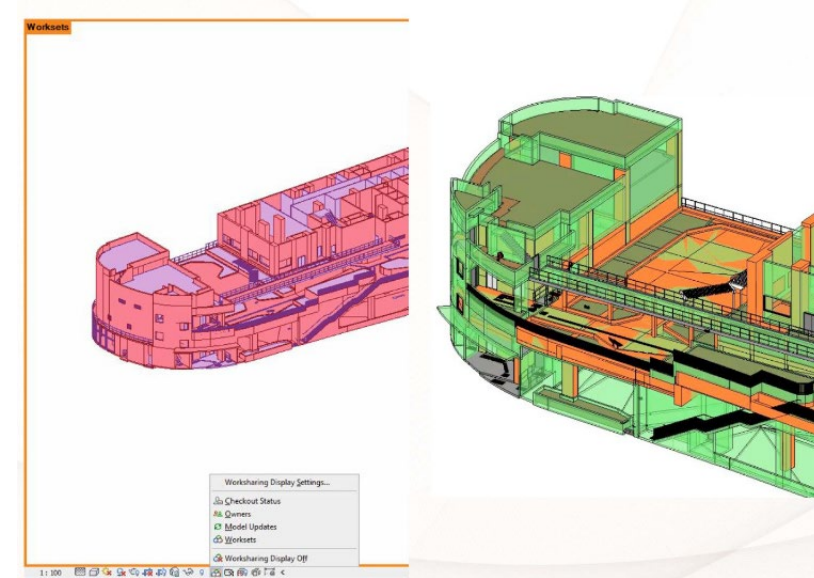 Worksets
Worksharing Display Settings...
Checkout Status
Owners
Model Updates
Worksets
Worksharing Display Off
1 : 100